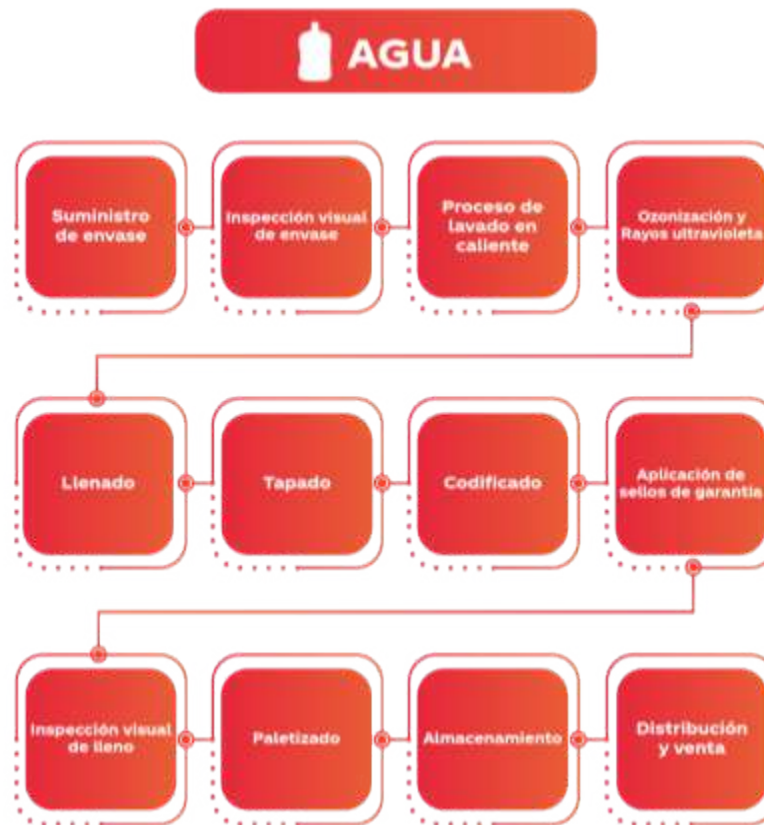 AGUA
Suministro
de envase
Inspección visual
de envase
Proceso de
lavado en
caliente
Ozonización y
Rayos ultravioleta
Llenado
Tapado
Codificado
Aplicación de
sellos de garantía
Inspección visual
de lleno
Paletizado
Almacenamiento
Distribución
y venta